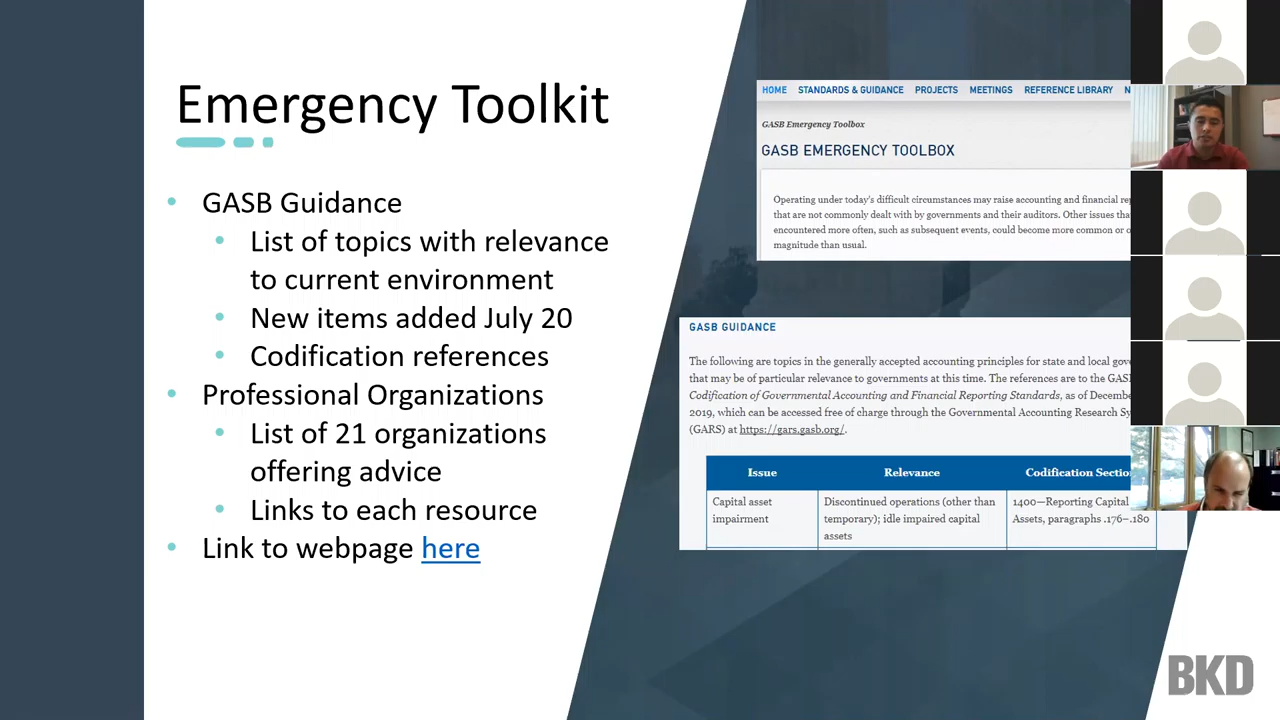 Emergency Toolkit
• GASB Guidance
• List of topics with relevance
to current environment
• New items added July 20
• Codification references
• Professional Organizations
• List of 21 organizations
offering advice
• Links to each resource
• Link to webpage here
HOME STANDARDS & GUIDANCE PROJECTS MEETINGS REFERENCE LIBRARY N
GASB Emergency Toolbox
GASB EMERGENCY TOOLBOX
Operating under today's difficult circumstances may raise accounting and financial rep
that are not commonly dealt with by governments and their auditors. Other issues tha
encountered more often, such as subsequent events, could become more common or o
magnitude than usual.
GASB GUIDANCE
The following are topics in the generally accepted accounting principles for state and local gove
that may be of particular relevance to governments at this time. The references are to the GAS
Codification of Governmental Accounting and Financial Reporting Standards, as of Decembe
2019, which can be accessed free of charge through the Governmental Accounting Research Sy
(GARS) at https://gars.gasb.org/.
Issue Relevance Codification Sectio
Capital asset
impairment
Discontinued operations (other than
temporary); idle impaired capital
assets
1400—Reporting Capital
Assets, paragraphs .176–.180
BKD